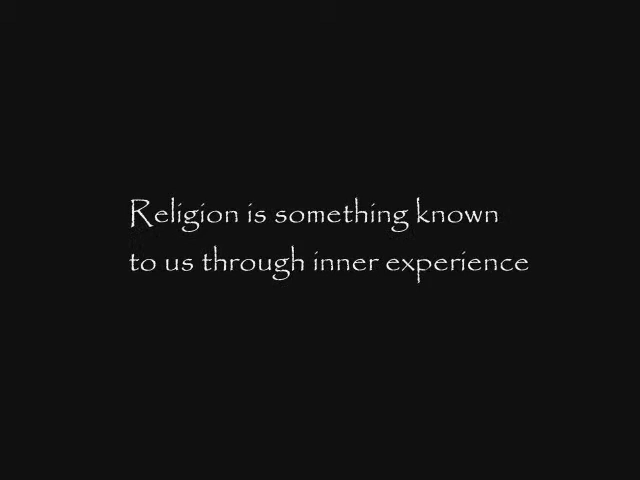 Religion is something known
to us through inner experience